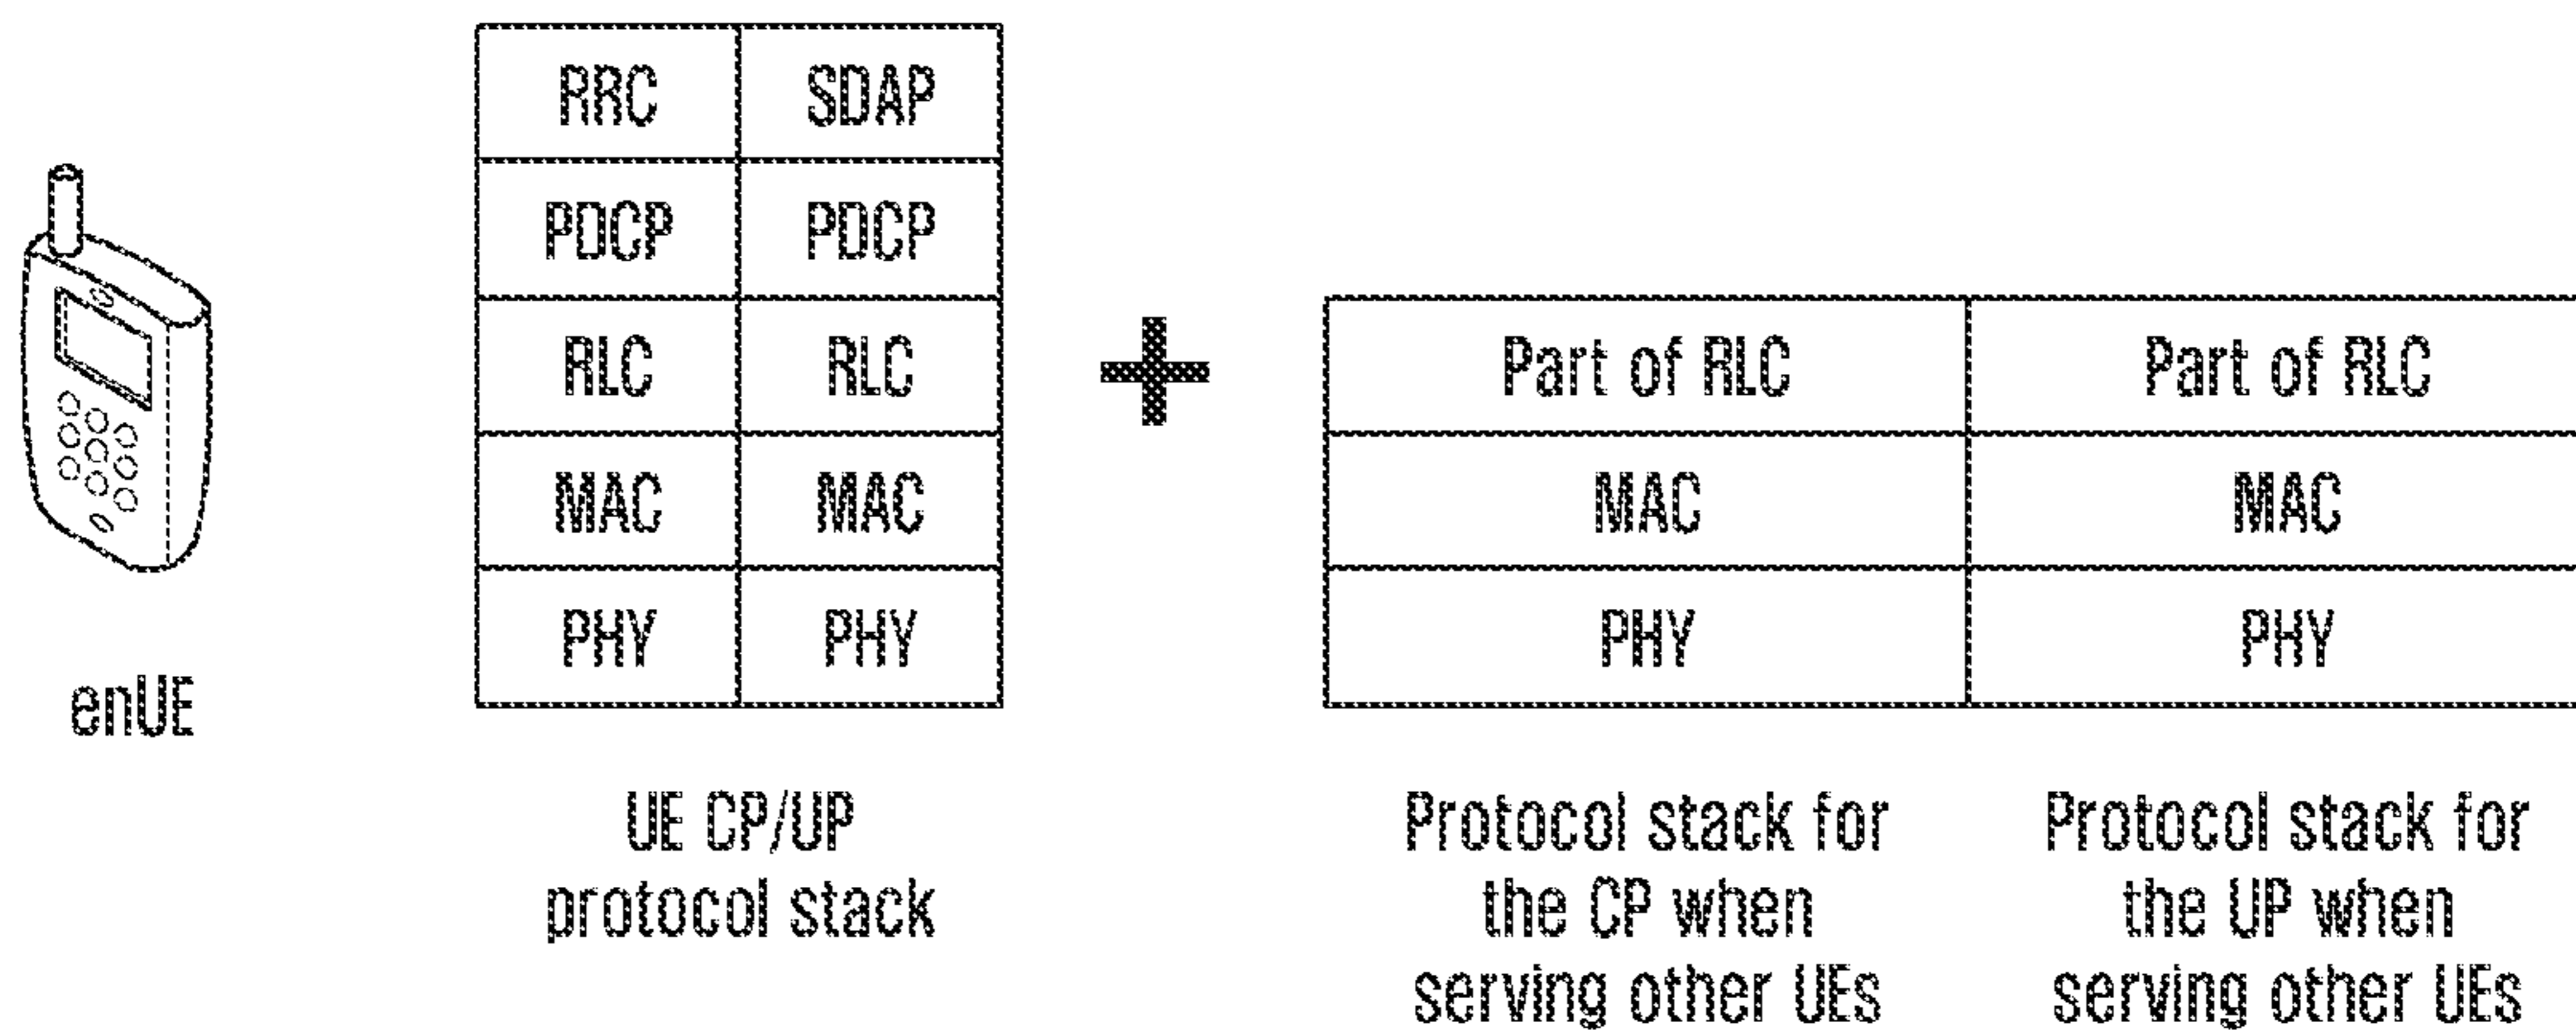 RRC SDAP
PDCP PDCP
RLC RLC Part of RLC Part of RLC
MAC MAC MAC MAC
PHY PHY PHY PHY
enUE
UE CP/UP
protocol stack
Protocol stack for
the CP when
serving other UEs
Protocol stack for
the UP when
serving other UEs